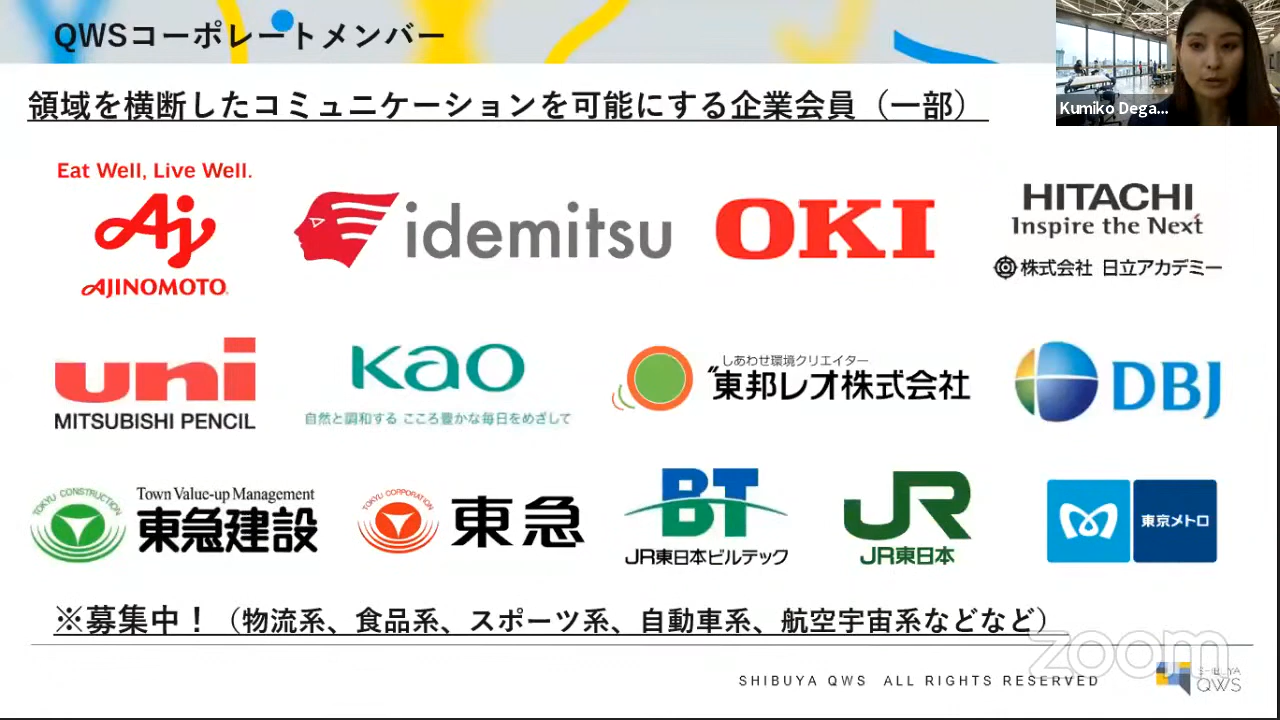 QWSコーポレートメンバー
Kumiko Dega...
領域を横断したコミュニケーションを可能にする企業会員（一部）
Eat Well, Live Well.
Aj
AJINOMOTO
idemitsu
OKI
HITACHI
Inspire the Next
株式会社 日立アカデミー
uni
MITSUBISHI PENCIL
Kao
自然と調和する こころ豊かな毎日をめざして
しあわせ環境クリエイター
東邦レオ株式会社
DBJ
TOKYU CONSTRUCTION
Town Value-up Management
東急建設
TOKYU CORPORATION
東急
BT
JR東日本ビルテック
JR
JR東日本
東京メトロ
※募集中！（物流系、食品系、スポーツ系、自動車系、航空宇宙系などなど）
zoom
SHIBUYA QWS ALL RIGHTS RESERVED
SHIBUYA
QWS